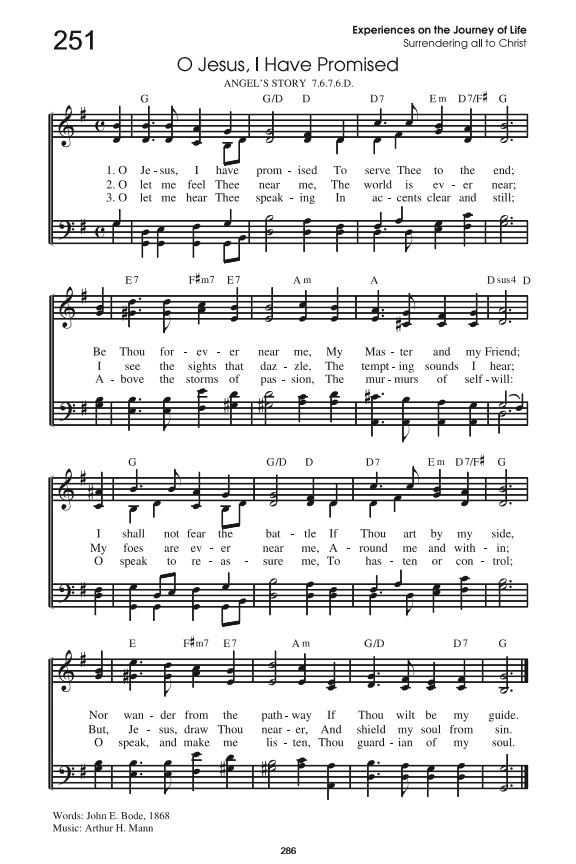 251
Experiences on the Journey of Life
Surrendering all to Christ
O Jesus, I Have Promised
ANGEL'S STORY 7.6.7.6.D.
G G/D D D7 Em D7/F# G
1. O Je - sus, I have prom - ised To serve Thee to the end;
2. O let me feel Thee near me, The world is ev - er near;
3. O let me hear Thee speak - ing In ac - cents clear and still;
E7 F#m7 E7 Am A Dsus4 D
Be Thou for - ev - er near me, My Mas - ter and my Friend;
I see the sights that daz - zle, The tempt - ing sounds I hear;
A - bove the storms of pas - sion, The mur - murs of self - will:
G G/D D D7 Em D7/F# G
I shall not fear the bat - tle If Thou art by my side,
My foes are ev - er near me, A - round me and with - in;
O speak to re - as - sure me, To has - ten or con - trol;
E F#m7 E7 Am G/D D7 G
Nor wan - der from the path - way If Thou wilt be my guide.
But, Je - sus, draw Thou near - er, And shield my soul from sin.
O speak, and make me lis - ten, Thou guard - ian of my soul.
Words: John E. Bode, 1868
Music: Arthur H. Mann
286